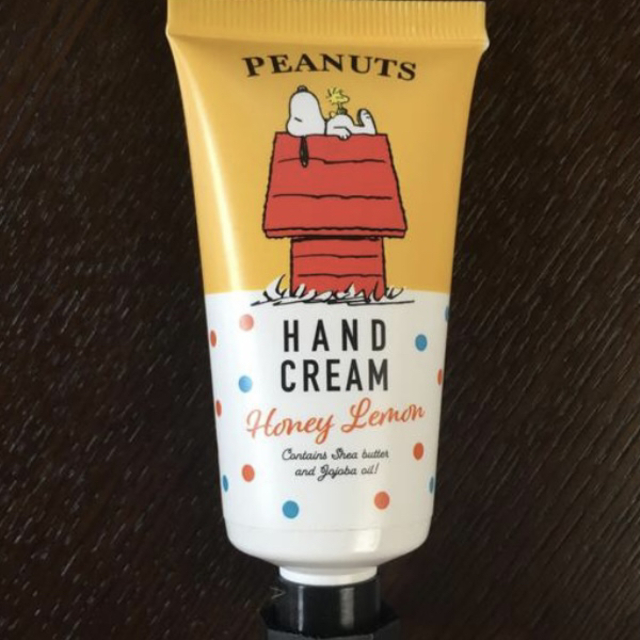 PEANUTS
HAND
CREAM
Honey Lemon
Contains Shea butter
and Jojoba oil!